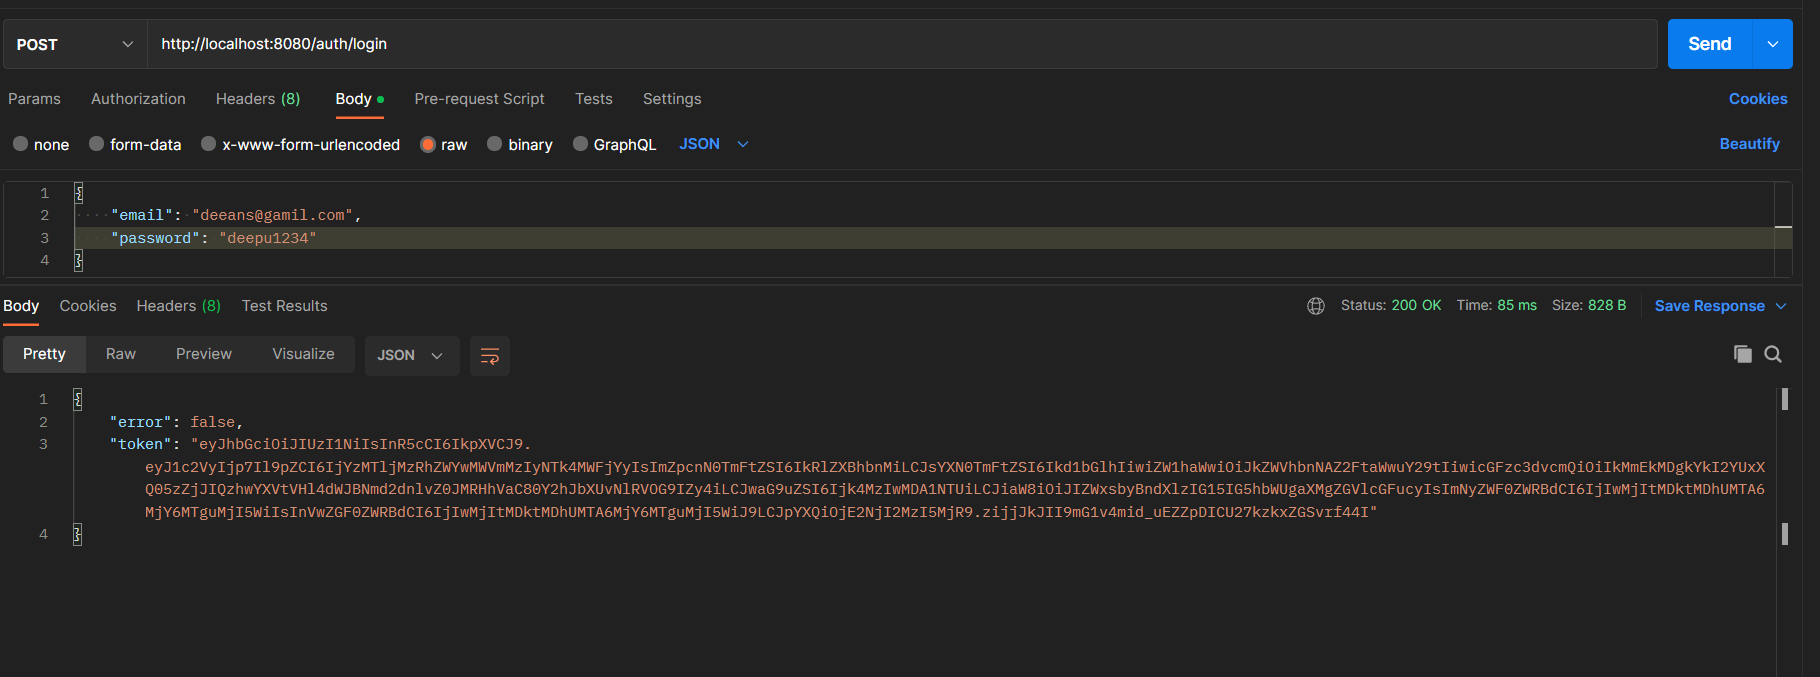 POST http://localhost:8080/auth/login Send
Params Authorization Headers (8) Body Pre-request Script Tests Settings Cookies
none form-data x-www-form-urlencoded raw binary GraphQL JSON Beautify
1 {
2 "email": "deeans@gamil.com",
3 "password": "deepu1234"
4 }
Body Cookies Headers (8) Test Results Status: 200 OK Time: 85 ms Size: 828 B Save Response
Pretty Raw Preview Visualize JSON
1 {
2 "error": false,
3 "token": "eyJhbGciOiJIUzI1NiIsInR5cCI6IkpXVCJ9.
eyJ1c2VyIjp7Il9pZCI6IjYzMTljMzRhZWYwMWVmMzIyNTk4MWFjYyIsImZpcnN0TmFtZSI6IkRlZXBhbnMiLCJsYXN0TmFtZSI6Ikd1bGlhIiwiZW1haWwiOiJkZWVhbnNAZ2FtaWwuY29tIiwicGFzc3dvcmQiOiIkMmEkMDgkYkI2YUxX
Q05zZjJIQzhwYXVtVHl4dWJBNmd2dnlvZ0JMRHhVaC80Y2hJbXUvNlRVOG9IZy4iLCJwaG9uZSI6Ijk4MzIwMDA1NTUiLCJiaW8iOiJIZWxsbyBndXlzIG15IG5hbWUgaXMgZGVlcGFucyIsImNyZWF0ZWRBdCI6IjIwMjItMDktMDhUMTA6
MjY6MTguMjI5WiIsInVwZGF0ZWRBdCI6IjIwMjItMDktMDhUMTA6MjY6MTguMjI5WiJ9LCJpYXQiOjE2NjI2MzI5MjR9.zijjJkJII9mG1v4mid_uEZZpDICU27kzkxZGSvrf44I"
4 }